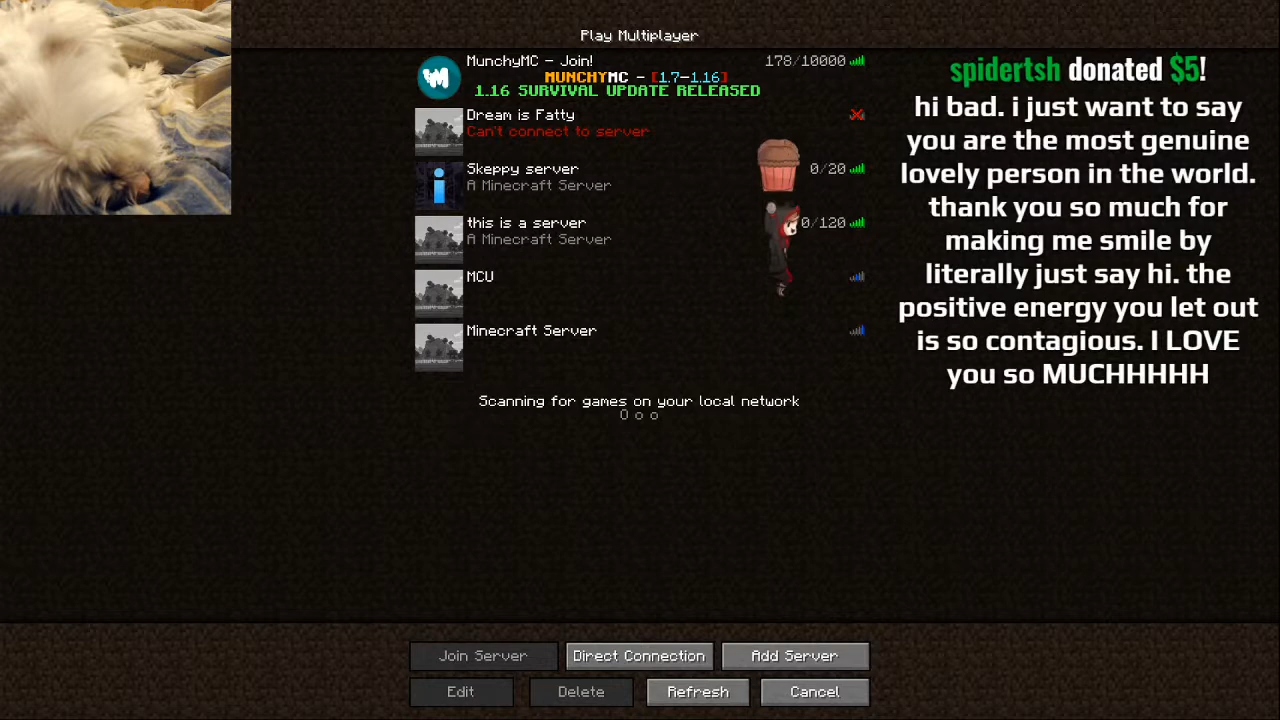 Play Multiplayer
MunchyMC - Join!
178/10000
MUNCHYMC - [1.7-1.16]
1.16 SURVIVAL UPDATE RELEASED
Dream is Fatty
Can't connect to server
Skeppy server
0/20
A Minecraft Server
this is a server
0/120
A Minecraft Server
MCU
Minecraft Server
Scanning for games on your local network
O o o
Join Server
Direct Connection
Add Server
Edit
Delete
Refresh
Cancel
spidertsh donated $5!
hi bad. i just want to say
you are the most genuine
lovely person in the world.
thank you so much for
making me smile by
literally just say hi. the
positive energy you let out
is so contagious. I LOVE
you so MUCHHHHH